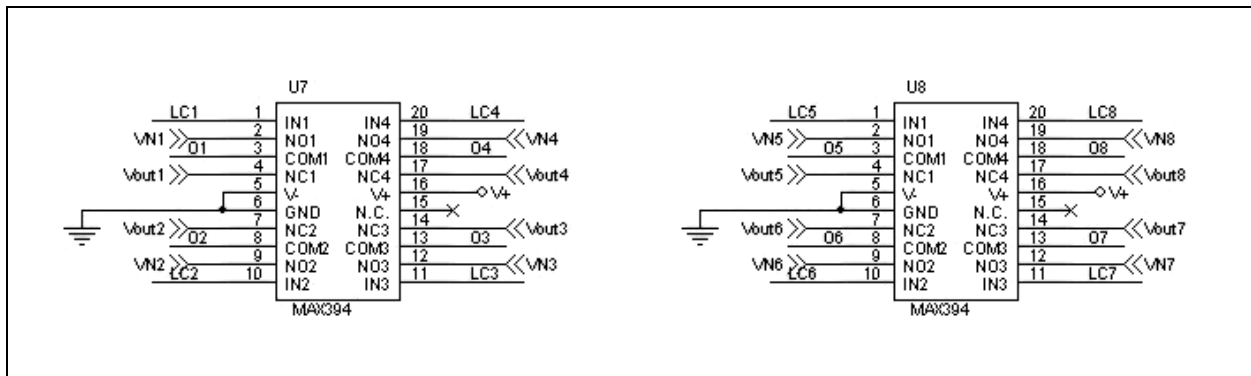 U7
LC1 1 IN1 IN4 20 LC4
VN1 2 NO1 NO4 19 VN4
O1 3 COM1 COM4 18 O4
Vout1 4 NC1 NC4 17 Vout4
5 V- V+ 16 V+
6 GND N.C. 15
Vout2 7 NC2 NC3 14 Vout3
O2 8 COM2 COM3 13 O3
VN2 9 NO2 NO3 12 VN3
LC2 10 IN2 IN3 11 LC3
MAX394
U8
LC5 1 IN1 IN4 20 LC8
VN5 2 NO1 NO4 19 VN8
O5 3 COM1 COM4 18 O8
Vout5 4 NC1 NC4 17 Vout8
5 V- V+ 16 V+
6 GND N.C. 15
Vout6 7 NC2 NC3 14 Vout7
O6 8 COM2 COM3 13 O7
VN6 9 NO2 NO3 12 VN7
LC6 10 IN2 IN3 11 LC7
MAX394